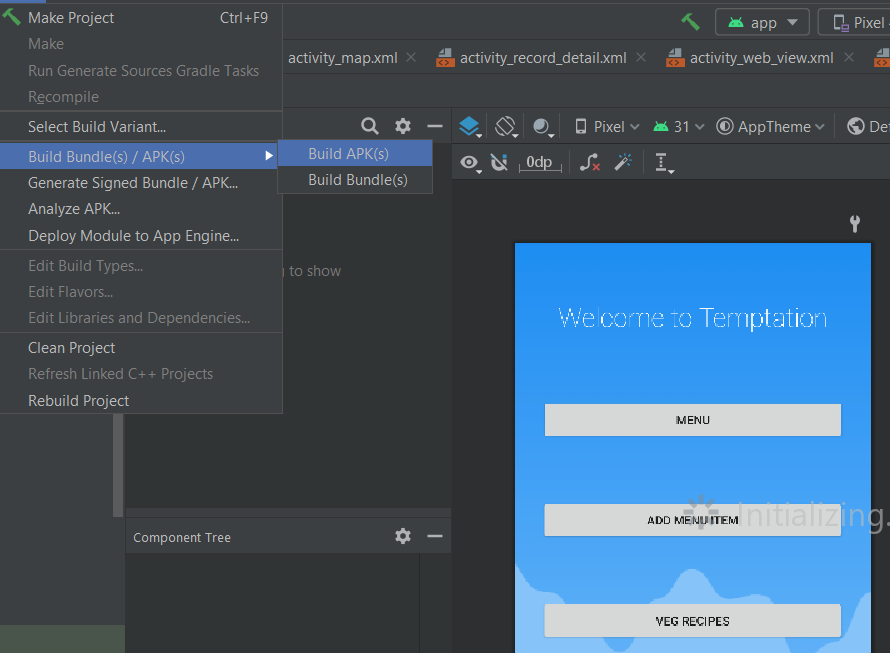 Make Project Ctrl+F9
Make
Run Generate Sources Gradle Tasks
Recompile
Select Build Variant...
Build Bundle(s) / APK(s)
Generate Signed Bundle / APK...
Analyze APK...
Deploy Module to App Engine...
Edit Build Types...
Edit Flavors...
Edit Libraries and Dependencies...
Clean Project
Refresh Linked C++ Projects
Rebuild Project
Build APK(s)
Build Bundle(s)
app
Pixel
activity_map.xml
activity_record_detail.xml
activity_web_view.xml
Pixel
31
AppTheme
0dp
to show
Component Tree
Welcome to Temptation
MENU
ADD MENU ITEM
Initializing.
VEG RECIPES